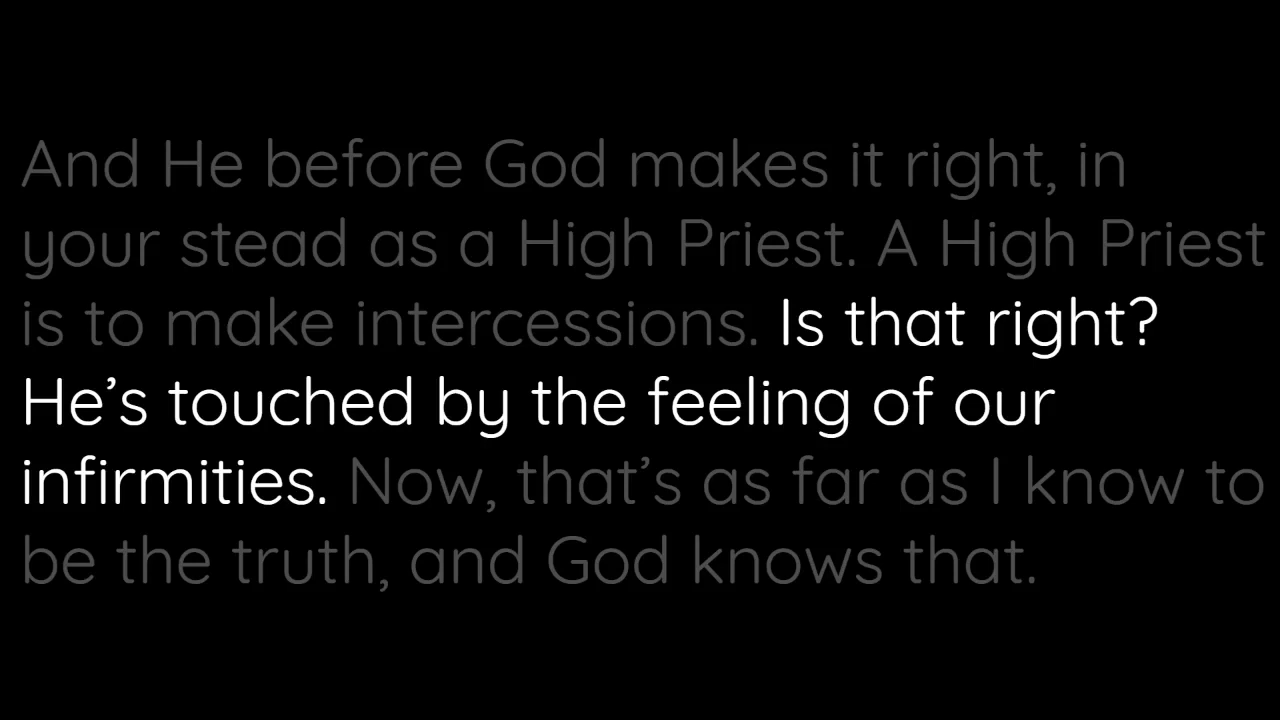 And He before God makes it right, in
your stead as a High Priest. A High Priest
is to make intercessions. Is that right?
He’s touched by the feeling of our
infirmities. Now, that’s as far as I know to
be the truth, and God knows that.